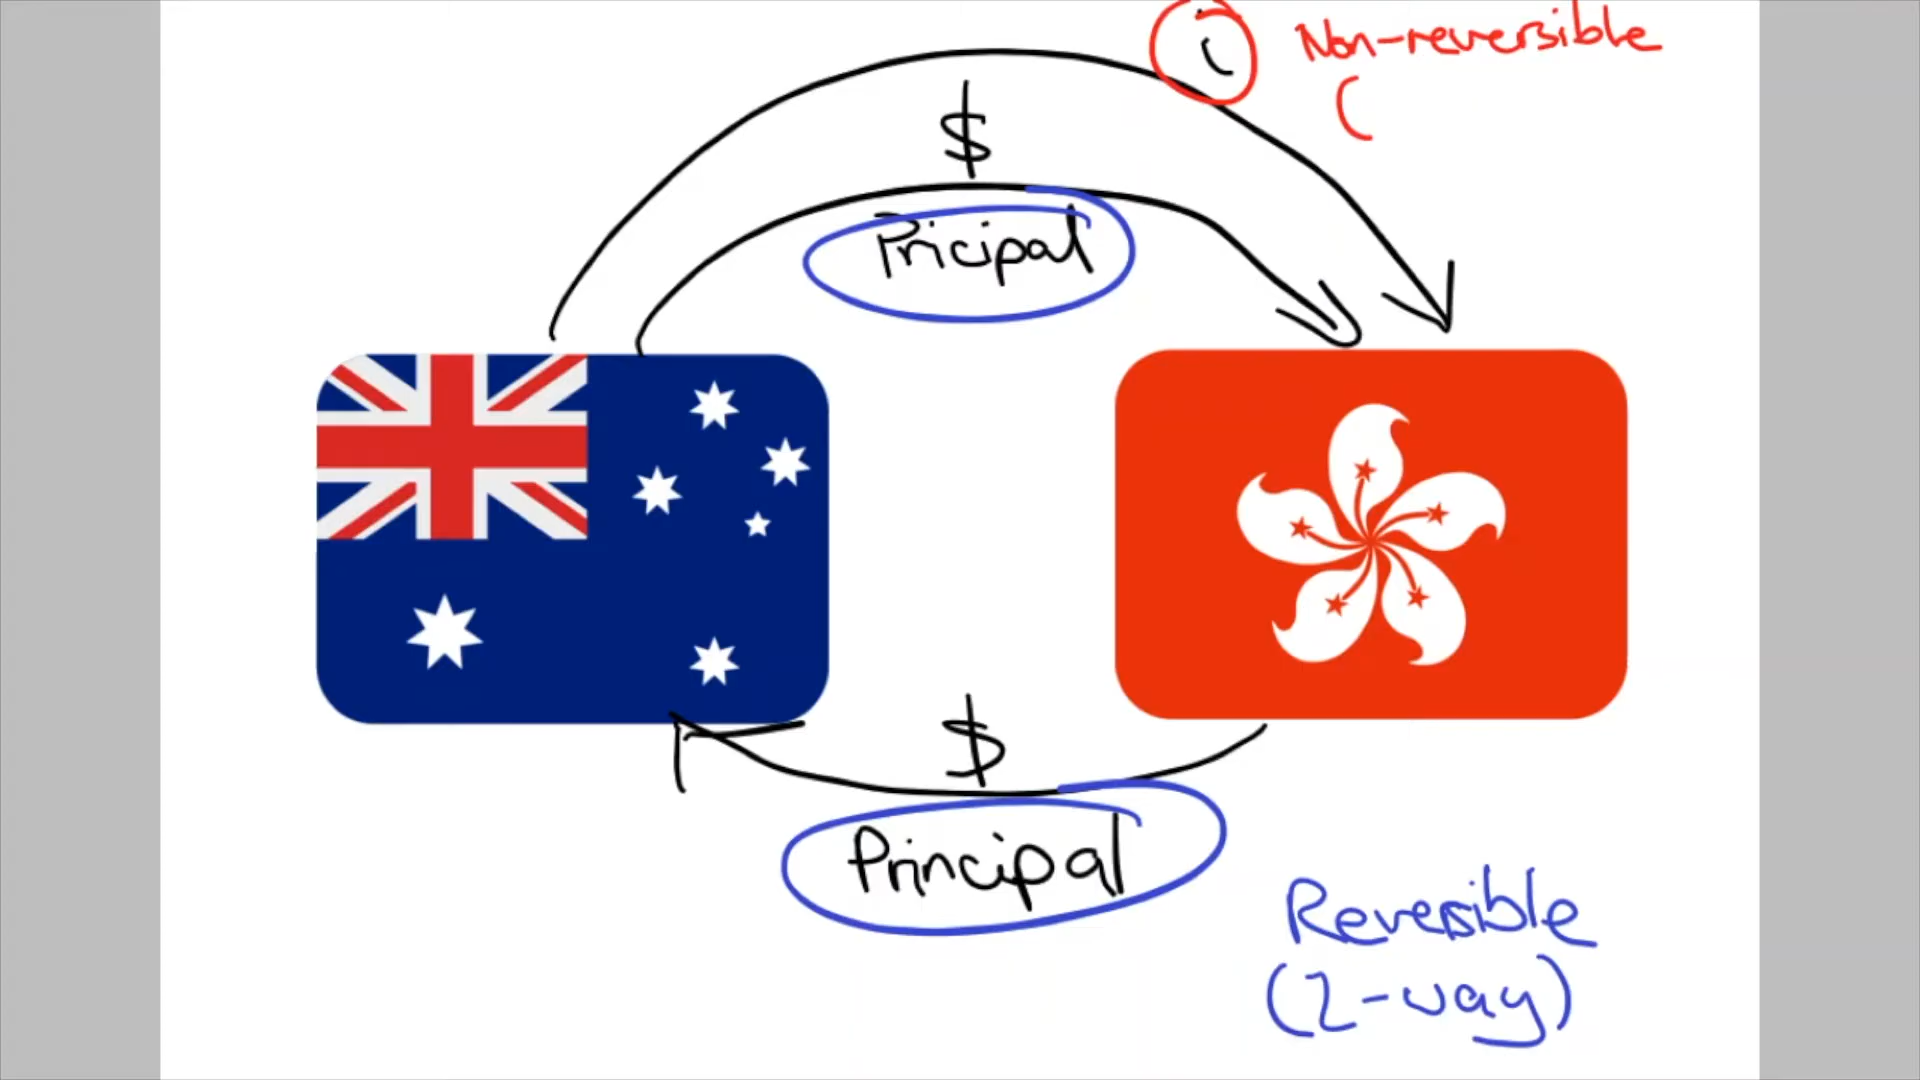 i Non-reversible
(
$
Pricipal
$
Principal
Reversible
(2-way)